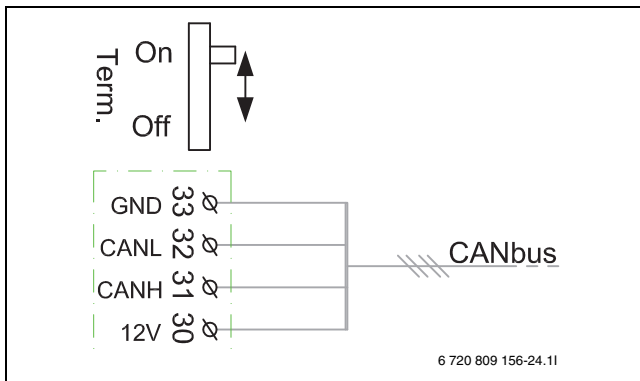 On
Term.
Off
GND 33
CANL 32
CANH 31
12V 30
CANbus
6 720 809 156-24.1I